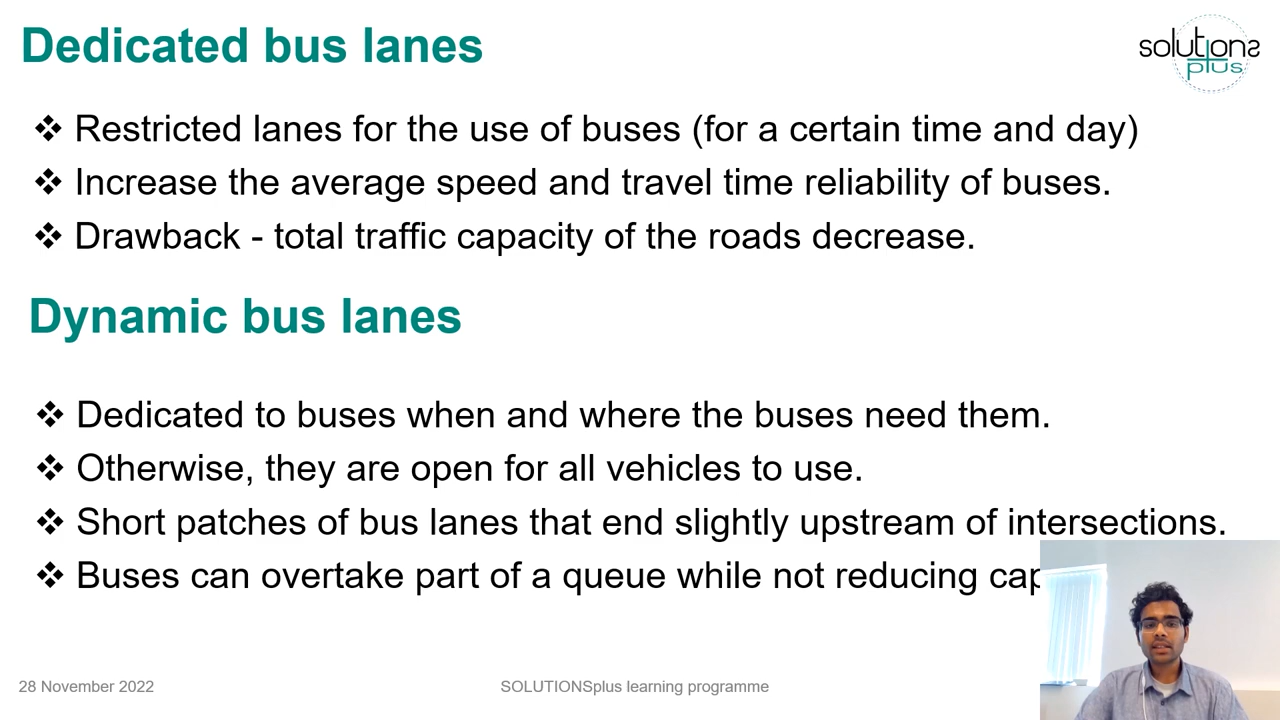 Dedicated bus lanes
solutions
plus
❖ Restricted lanes for the use of buses (for a certain time and day)
❖ Increase the average speed and travel time reliability of buses.
❖ Drawback - total traffic capacity of the roads decrease.
Dynamic bus lanes
❖ Dedicated to buses when and where the buses need them.
❖ Otherwise, they are open for all vehicles to use.
❖ Short patches of bus lanes that end slightly upstream of intersections.
❖ Buses can overtake part of a queue while not reducing
28 November 2022
SOLUTIONSplus learning programme